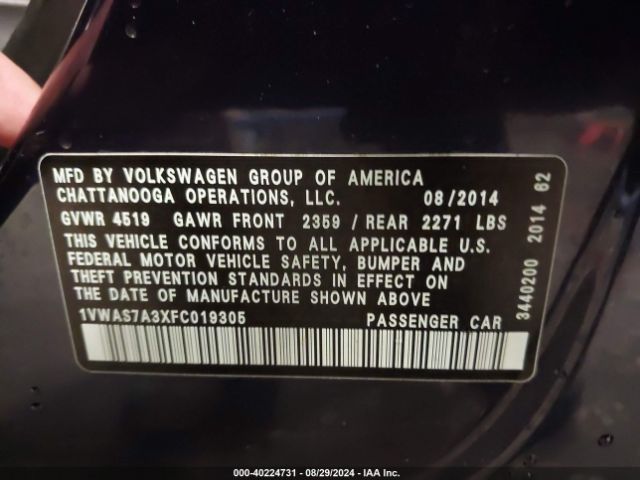 MFD BY VOLKSWAGEN GROUP OF AMERICA
CHATTANOOGA OPERATIONS, LLC. 08/2014
GVWR 4519 GAWR FRONT 2359 / REAR 2271 LBS
THIS VEHICLE CONFORMS TO ALL APPLICABLE U.S.
FEDERAL MOTOR VEHICLE SAFETY, BUMPER AND
THEFT PREVENTION STANDARDS IN EFFECT ON
THE DATE OF MANUFACTURE SHOWN ABOVE
1VWAS7A3XFC019305 PASSENGER CAR
3440200 2014 62
000-40224731 - 08/29/2024 - IAA Inc.